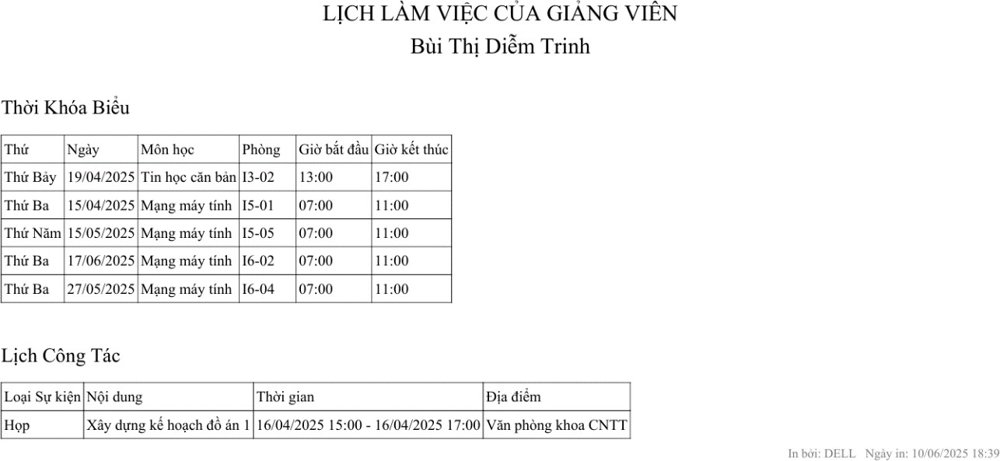 LỊCH LÀM VIỆC CỦA GIẢNG VIÊN
Bùi Thị Diễm Trinh
Thời Khóa Biểu
Thứ Ngày Môn học Phòng Giờ bắt đầu Giờ kết thúc
Thứ Bảy 19/04/2025 Tin học căn bản I3-02 13:00 17:00
Thứ Ba 15/04/2025 Mạng máy tính I5-01 07:00 11:00
Thứ Năm 15/05/2025 Mạng máy tính I5-05 07:00 11:00
Thứ Ba 17/06/2025 Mạng máy tính I6-02 07:00 11:00
Thứ Ba 27/05/2025 Mạng máy tính I6-04 07:00 11:00
Lịch Công Tác
Loại Sự kiện Nội dung Thời gian Địa điểm
Họp Xây dựng kế hoạch đồ án 1 16/04/2025 15:00 - 16/04/2025 17:00 Văn phòng khoa CNTT
In bởi: DELL Ngày in: 10/06/2025 18:39